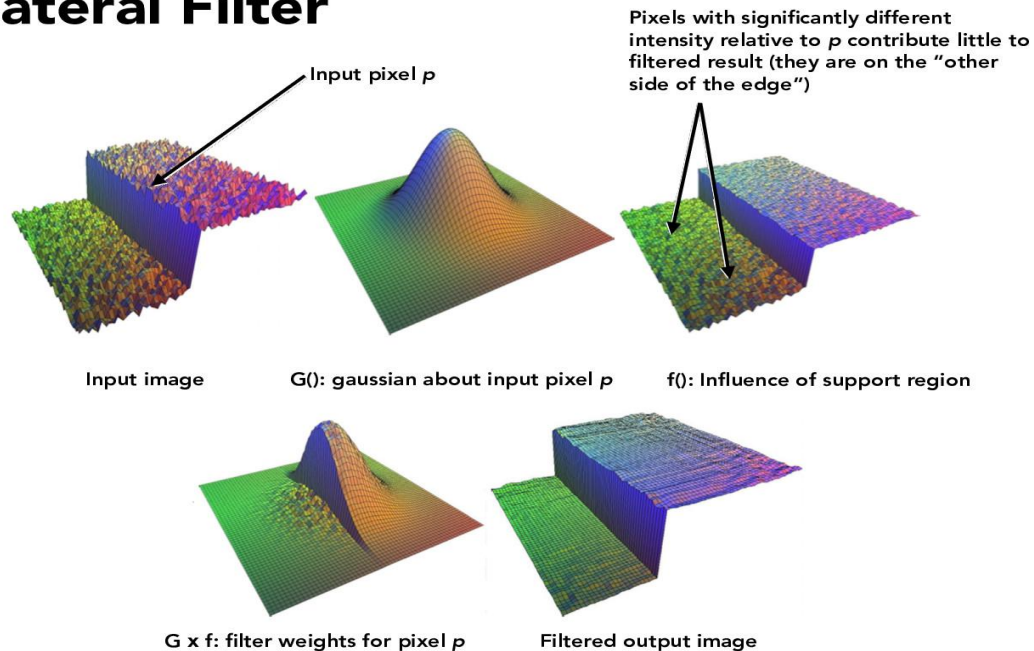 ateral Filter
Pixels with significantly different
intensity relative to p contribute little to
filtered result (they are on the “other
side of the edge”)
Input pixel p
Input image
G(): gaussian about input pixel p
f(): Influence of support region
G x f: filter weights for pixel p
Filtered output image